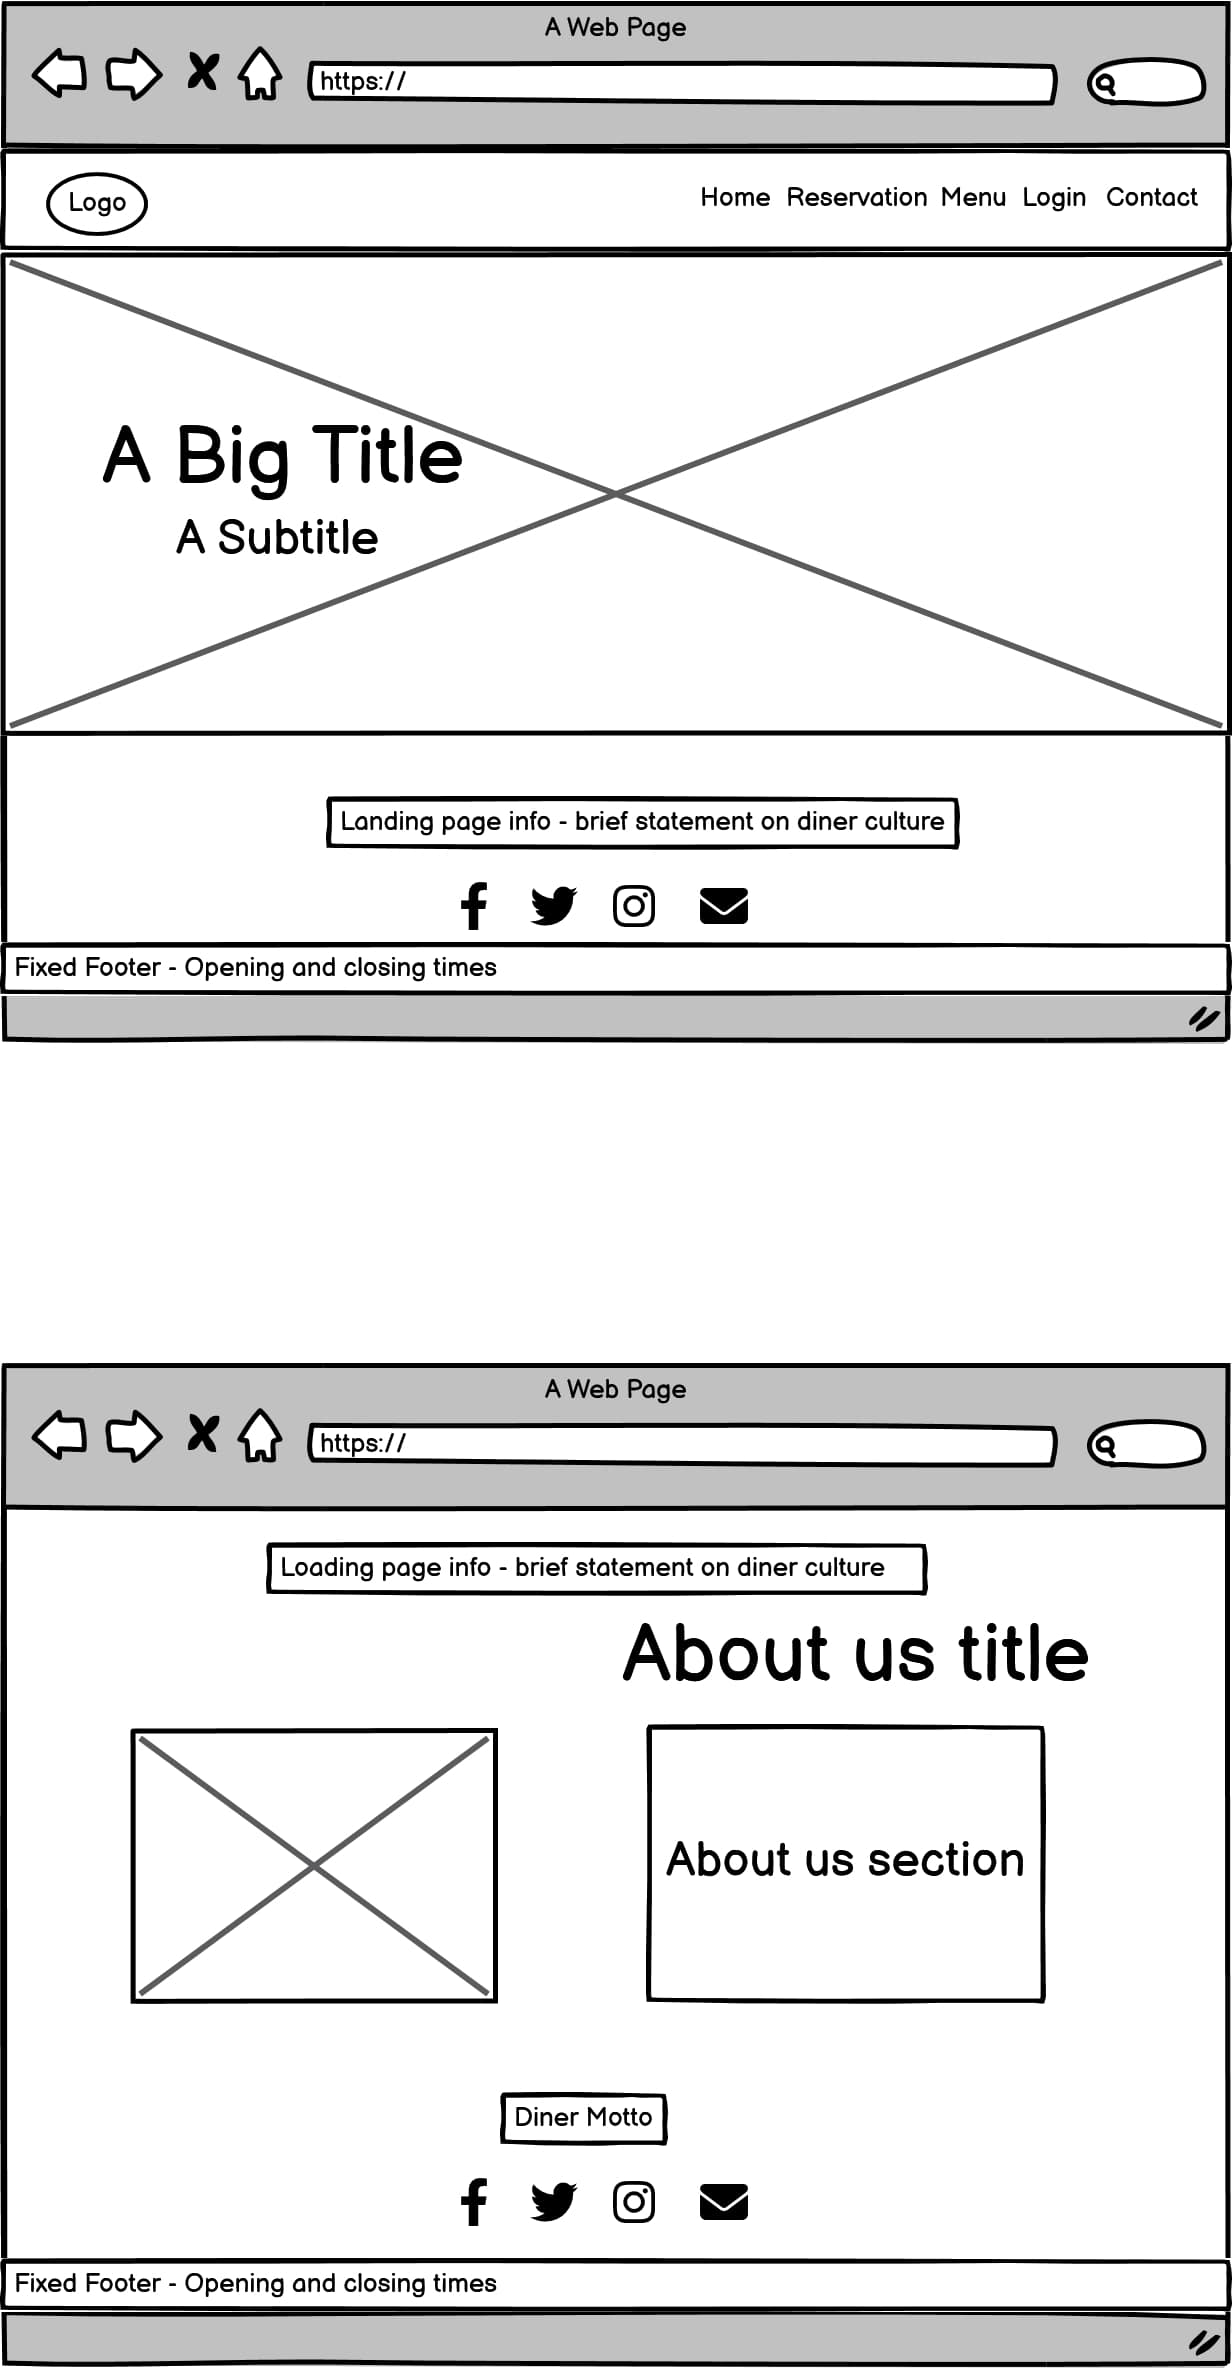 A Web Page
https://
Logo
Home Reservation Menu Login Contact
A Big Title
A Subtitle
Landing page info - brief statement on diner culture
Fixed Footer - Opening and closing times
A Web Page
https://
Loading page info - brief statement on diner culture
About us title
About us section
Diner Motto
Fixed Footer - Opening and closing times